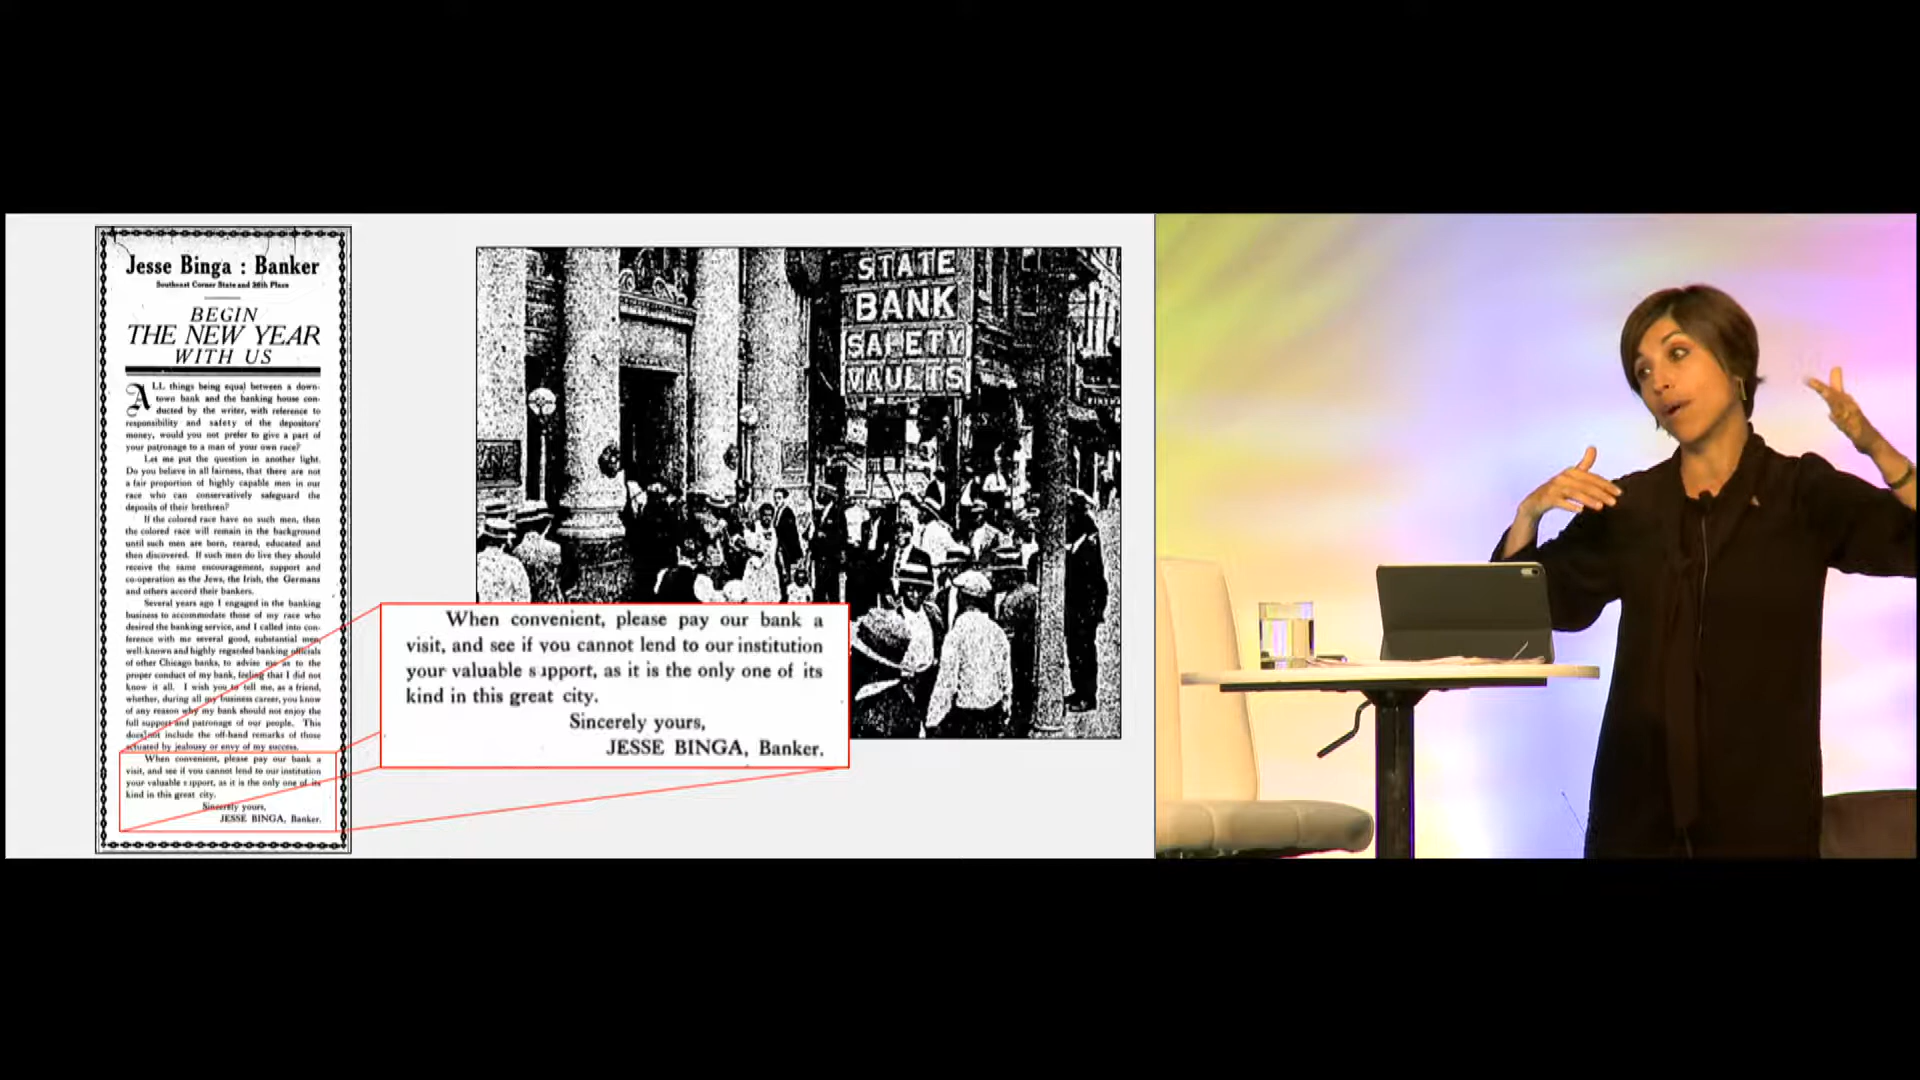 Jesse Binga : Banker
Southeast Corner State and 36th Place
BEGIN
THE NEW YEAR
WITH US
ALL things being equal between a down-
town bank and the banking house con-
ducted by the writer, with reference to
responsibility and safety of the depositors'
money, would you not prefer to give a part of
your patronage to a man of your own race?
Let me put the question in another light.
Do you believe in all fairness, that there are not
a fair proportion of highly capable men in our
race who can conservatively safeguard the
deposits of their brethren?
If the colored race have no such men, then
the colored race will remain in the background
until such men are born, reared, educated and
then discovered. If such men do live they should
receive the same encouragement, support and
co-operation as the Jews, the Irish, the Germans
and others accord their bankers.
Several years ago I engaged in the banking
business to accommodate those of my race who
desired the banking service, and I called into con-
ference with me several good, substantial men,
well-known and highly regarded banking officials
of other Chicago banks, to advise me as to the
proper conduct of my bank, feeling that I did not
know it all. I wish you to tell me, as a friend,
whether, during all my business career, you know
of any reason why my bank should not enjoy the
full support and patronage of our people. This
does not include the off-hand remarks of those
actuated by jealousy or envy of my success.
When convenient, please pay our bank a
visit, and see if you cannot lend to our institution
your valuable support, as it is the only one of its
kind in this great city.
Sincerely yours,
JESSE BINGA, Banker.
STATE
BANK
SAFETY
VAULTS
When convenient, please pay our bank a
visit, and see if you cannot lend to our institution
your valuable support, as it is the only one of its
kind in this great city.
Sincerely yours,
JESSE BINGA, Banker.